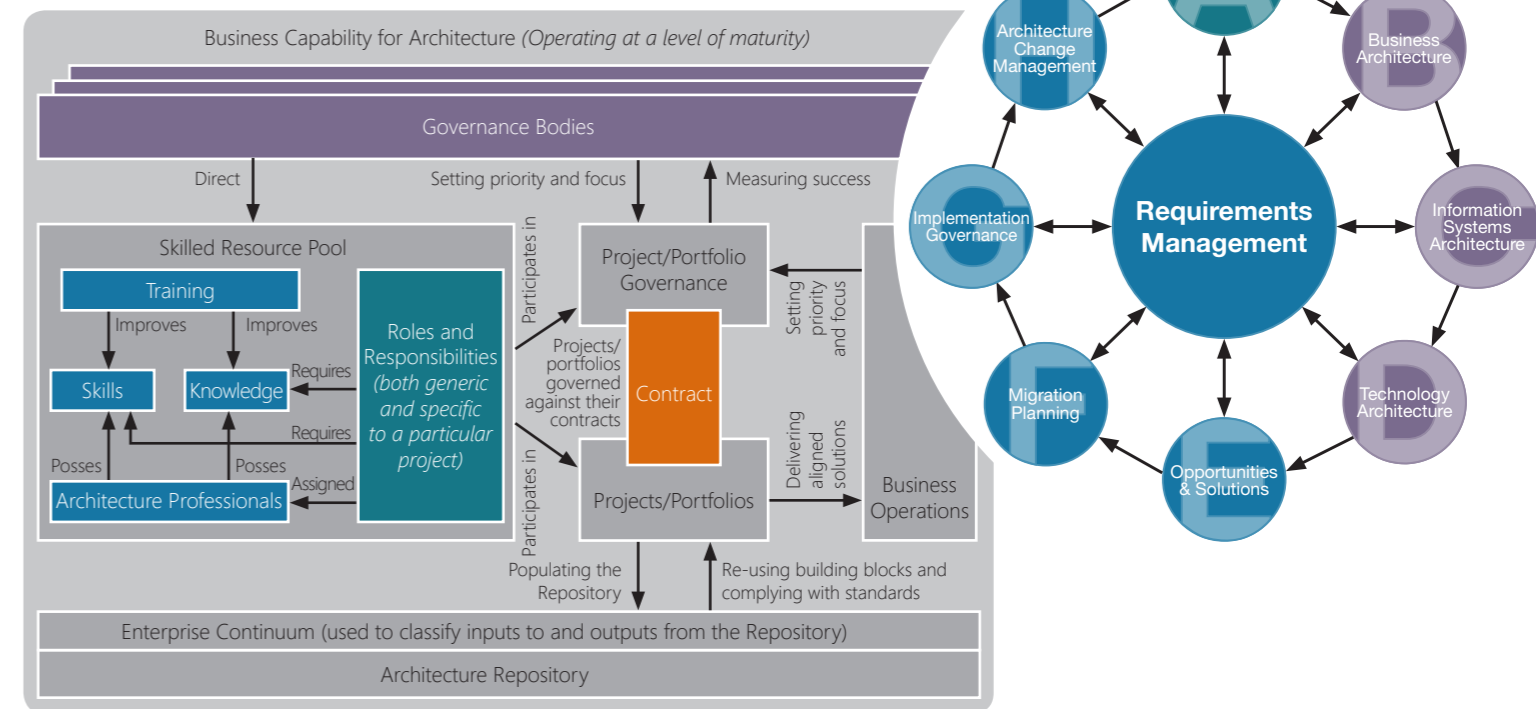 Business Capability for Architecture (Operating at a level of maturity)
Governance Bodies
Direct
Setting priority and focus
Measuring success
Skilled Resource Pool
Training
Improves
Improves
Skills
Knowledge
Requires
Requires
Posses
Posses
Assigned
Architecture Professionals
Roles and
Responsibilities
(both generic
and specific
to a particular
project)
Participates in
Participates in
Project/Portfolio
Governance
Projects/
portfolios
governed
against their
contracts
Contract
Setting
priority
and focus
Delivering
aligned
solutions
Projects/Portfolios
Business
Operations
Populating the
Repository
Re-using building blocks and
complying with standards
Enterprise Continuum (used to classify inputs to and outputs from the Repository)
Architecture Repository
A
B
Business
Architecture
C
Information
Systems
Architecture
D
Technology
Architecture
E
Opportunities
& Solutions
F
Migration
Planning
G
Implementation
Governance
H
Architecture
Change
Management
Requirements
Management